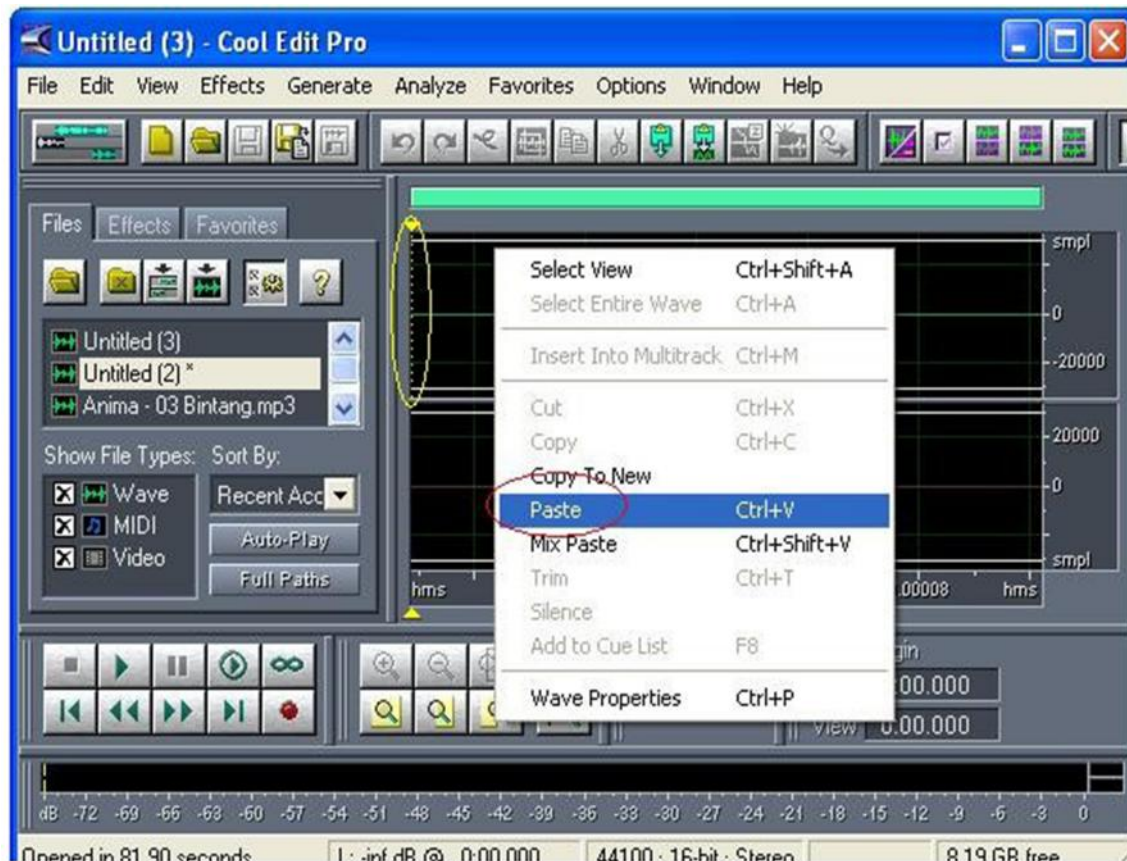 Untitled (3) - Cool Edit Pro
File Edit View Effects Generate Analyze Favorites Options Window Help
Files Effects Favorites
Untitled (3)
Untitled (2) *
Anima - 03 Bintang.mp3
Show File Types: Sort By:
Wave
Recent Acc
MIDI
Auto-Play
Video
Full Paths
Select View Ctrl+Shift+A
Select Entire Wave Ctrl+A
Insert Into Multitrack Ctrl+M
Cut Ctrl+X
Copy Ctrl+C
Copy To New
Paste Ctrl+V
Mix Paste Ctrl+Shift+V
Trim Ctrl+T
Silence
Add to Cue List F8
Wave Properties Ctrl+P
smpl
0
-20000
20000
0
smpl
hms .00008 hms
:00.000
View 0:00.000
dB -72 -69 -66 -63 -60 -57 -54 -51 -48 -45 -42 -39 -36 -33 -30 -27 -24 -21 -18 -15 -12 -9 -6 -3 0
Opened in 81.90 seconds L: -inf dB @ 0:00.000 44100 · 16-bit · Stereo 8.19 GB free